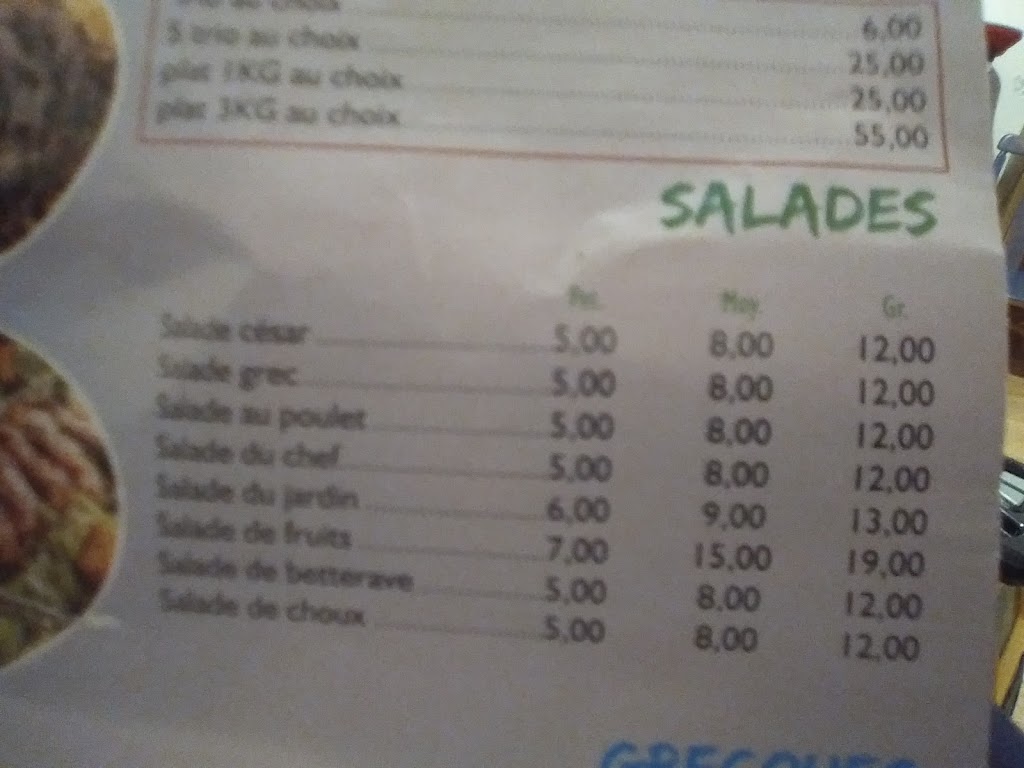 au choix 6,00
5 trio au choix 25,00
plat 1KG au choix 25,00
plat 3KG au choix 55,00
SALADES
Pet. Moy. Gr.
Salade césar 5,00 8,00 12,00
Salade grec 5,00 8,00 12,00
Salade au poulet 5,00 8,00 12,00
Salade du chef 5,00 8,00 12,00
Salade du jardin 6,00 9,00 13,00
Salade de fruits 7,00 15,00 19,00
Salade de betterave 5,00 8,00 12,00
Salade de choux 5,00 8,00 12,00
GRECQUES